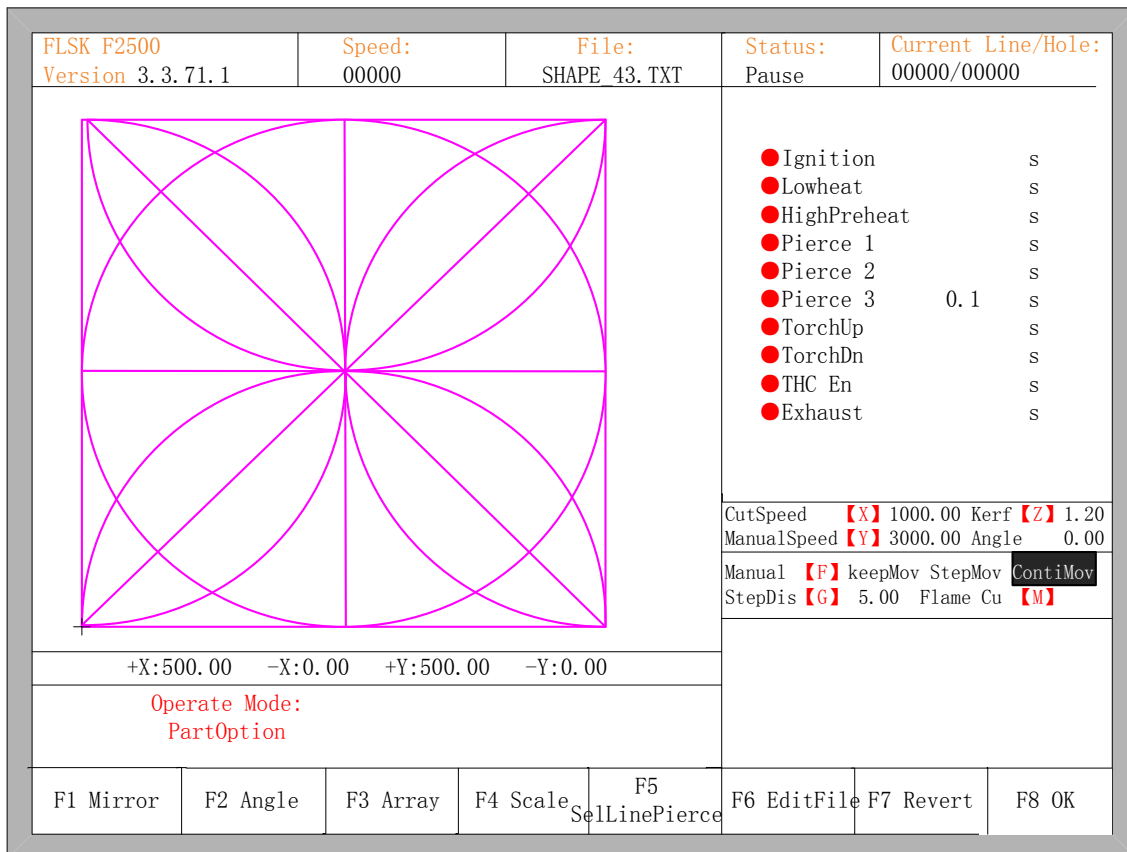 FLSK F2500
Version 3.3.71.1
Speed:
00000
File:
SHAPE_43.TXT
Status:
Pause
Current Line/Hole:
00000/00000
Ignition s
Lowheat s
HighPreheat s
Pierce 1 s
Pierce 2 s
Pierce 3 0.1 s
TorchUp s
TorchDn s
THC En s
Exhaust s
CutSpeed 【X】 1000.00 Kerf 【Z】 1.20
ManualSpeed 【Y】 3000.00 Angle 0.00
Manual 【F】 keepMov StepMov ContiMov
StepDis 【G】 5.00 Flame Cu 【M】
+X:500.00 -X:0.00 +Y:500.00 -Y:0.00
Operate Mode:
PartOption
F1 Mirror
F2 Angle
F3 Array
F4 Scale
F5
SelLinePierce
F6 EditFile
F7 Revert
F8 OK